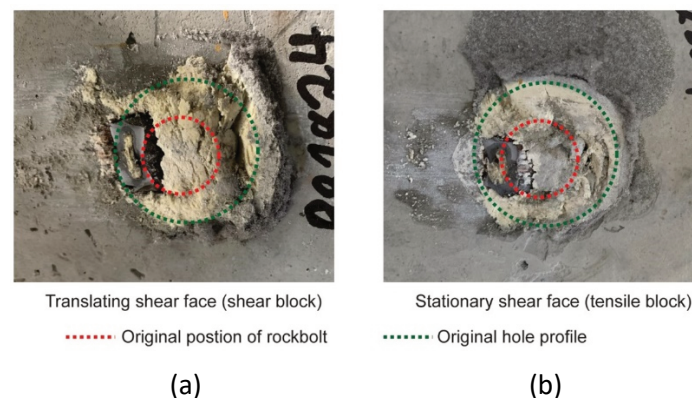 Translating shear face (shear block)
Stationary shear face (tensile block)
Original postion of rockbolt
Original hole profile
(a)
(b)